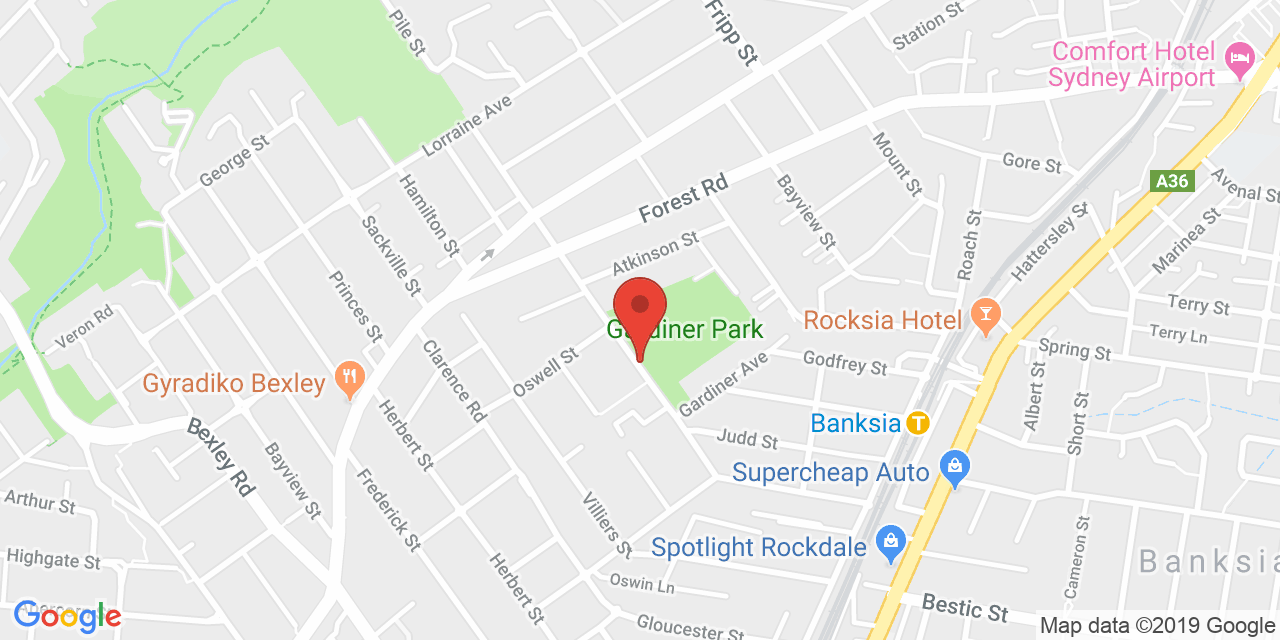 Pile St
Fripp St
Station St
Comfort Hotel
Sydney Airport
Lorraine Ave
George St
Mount St
Gore St
A36
Avenal St
Hamilton St
Forest Rd
Bayview St
Marinea St
Sackville St
Atkinson St
Roach St
Hattersley St
Princes St
Terry St
Veron Rd
Gardiner Park
Rocksia Hotel
Terry Ln
Spring St
Clarence Rd
Oswell St
Godfrey St
Gyradiko Bexley
Gardiner Ave
Albert St
Short St
Herbert St
Banksia
T
Judd St
Bexley Rd
Bayview St
Supercheap Auto
Arthur St
Frederick St
Villiers St
Spotlight Rockdale
Cameron St
Highgate St
Banksia
Oswin Ln
Herbert St
Bestic St
Google
Gloucester St
Map data ©2019 Google